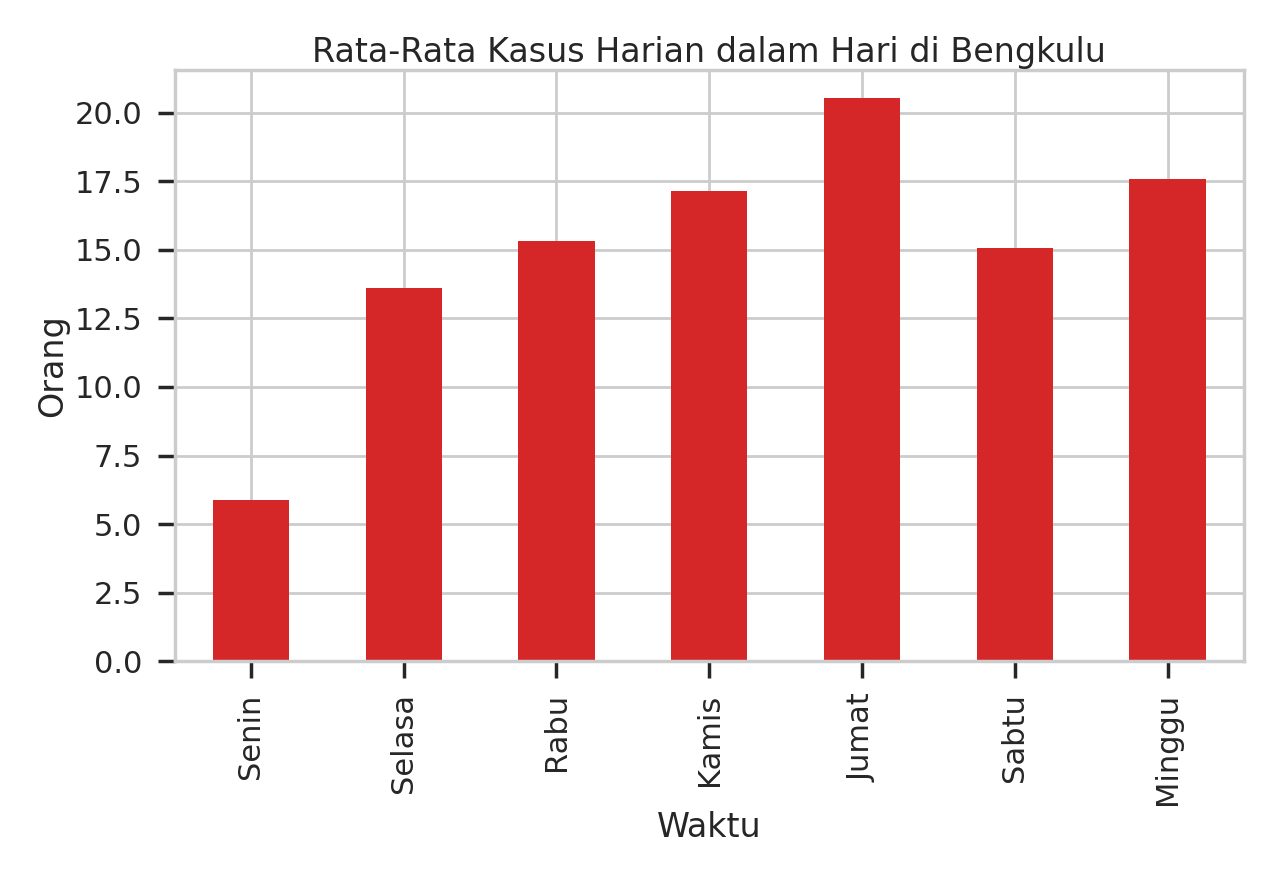 Rata-Rata Kasus Harian dalam Hari di Bengkulu
Orang
20.0
17.5
15.0
12.5
10.0
7.5
5.0
2.5
0.0
Senin
Selasa
Rabu
Kamis
Jumat
Sabtu
Minggu
Waktu